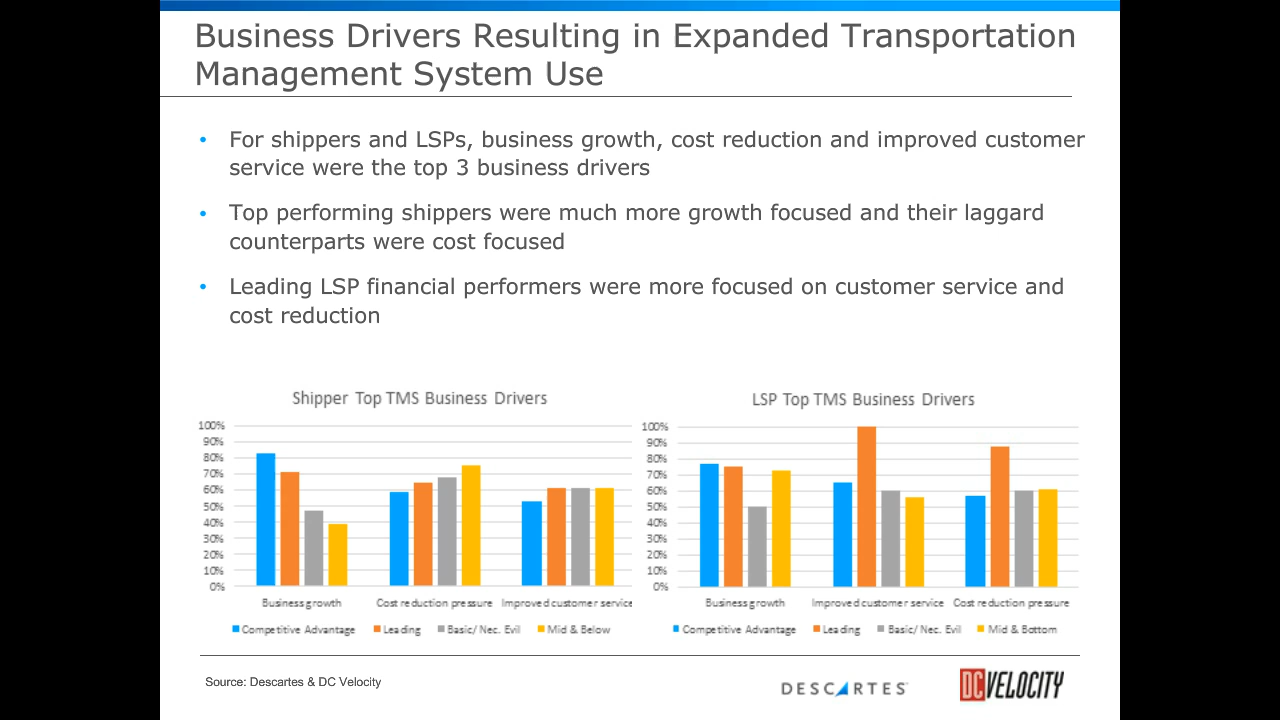 Business Drivers Resulting in Expanded Transportation
Management System Use
• For shippers and LSPs, business growth, cost reduction and improved customer
service were the top 3 business drivers
• Top performing shippers were much more growth focused and their laggard
counterparts were cost focused
• Leading LSP financial performers were more focused on customer service and
cost reduction
Shipper Top TMS Business Drivers
100%
90%
80%
70%
60%
50%
40%
30%
20%
10%
0%
Business growth Cost reduction pressure Improved customer service
Competitive Advantage Leading Basic/ Nec. Evil Mid & Below
LSP Top TMS Business Drivers
100%
90%
80%
70%
60%
50%
40%
30%
20%
10%
0%
Business growth Improved customer service Cost reduction pressure
Competitive Advantage Leading Basic/ Nec. Evil Mid & Bottom
Source: Descartes & DC Velocity
DESCARTES
DCVELOCITY